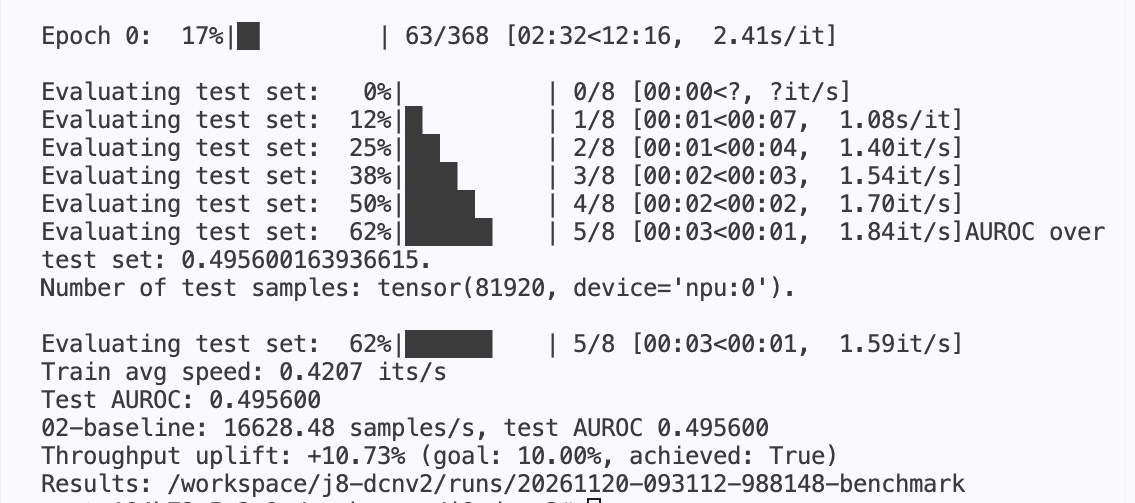 Epoch 0:  17%|██        | 63/368 [02:32<12:16,  2.41s/it]
Evaluating test set:   0%|          | 0/8 [00:00<?, ?it/s]
Evaluating test set:  12%|█         | 1/8 [00:01<00:07,  1.08s/it]
Evaluating test set:  25%|██        | 2/8 [00:01<00:04,  1.40it/s]
Evaluating test set:  38%|███       | 3/8 [00:02<00:03,  1.54it/s]
Evaluating test set:  50%|████      | 4/8 [00:02<00:02,  1.70it/s]
Evaluating test set:  62%|█████     | 5/8 [00:03<00:01,  1.84it/s]AUROC over
test set: 0.495600163936615.
Number of test samples: tensor(81920, device='npu:0').
Evaluating test set:  62%|█████     | 5/8 [00:03<00:01,  1.59it/s]
Train avg speed: 0.4207 its/s
Test AUROC: 0.495600
02-baseline: 16628.48 samples/s, test AUROC 0.495600
Throughput uplift: +10.73% (goal: 10.00%, achieved: True)
Results: /workspace/j8-dcnv2/runs/20261120-093112-988148-benchmark